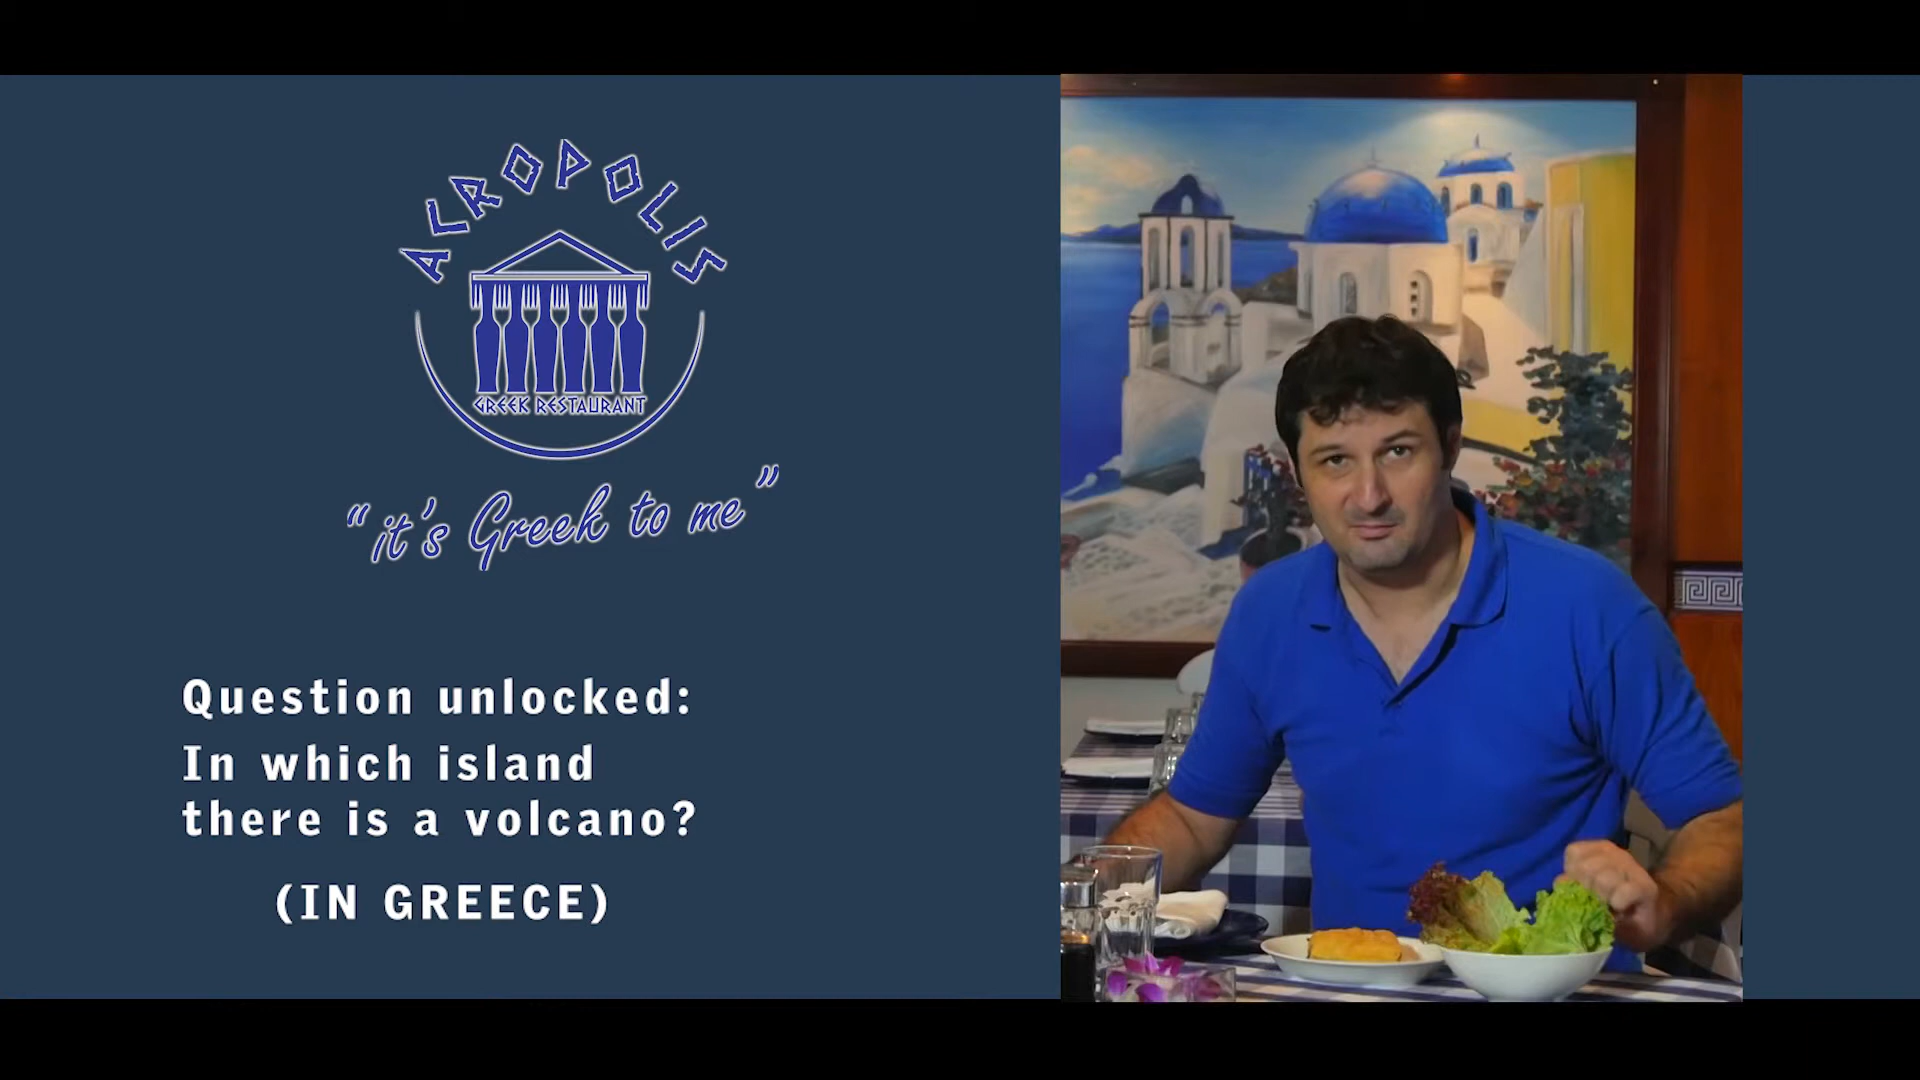 ACROPOLIS
GREEK RESTAURANT
"it's Greek to me"
Question unlocked:
In which island
there is a volcano?
(IN GREECE)